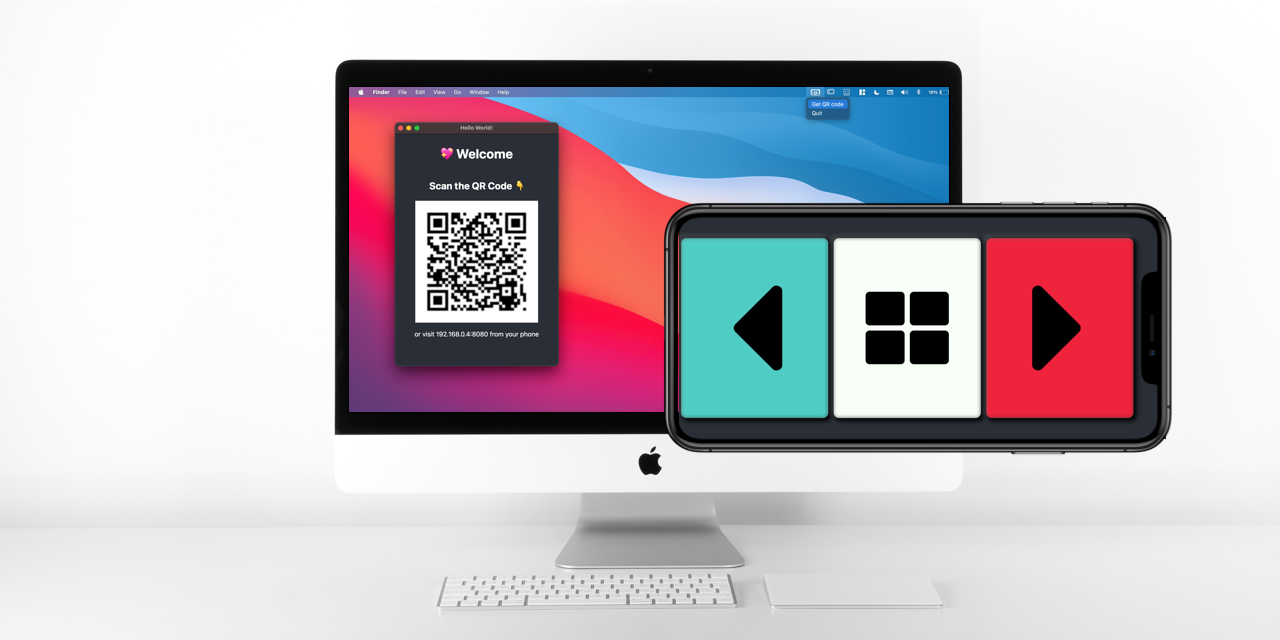 Finder File Edit View Go Window Help
18%
Get QR code
Quit
Hello World!
💖 Welcome
Scan the QR Code 👇
or visit 192.168.0.4:8080 from your phone